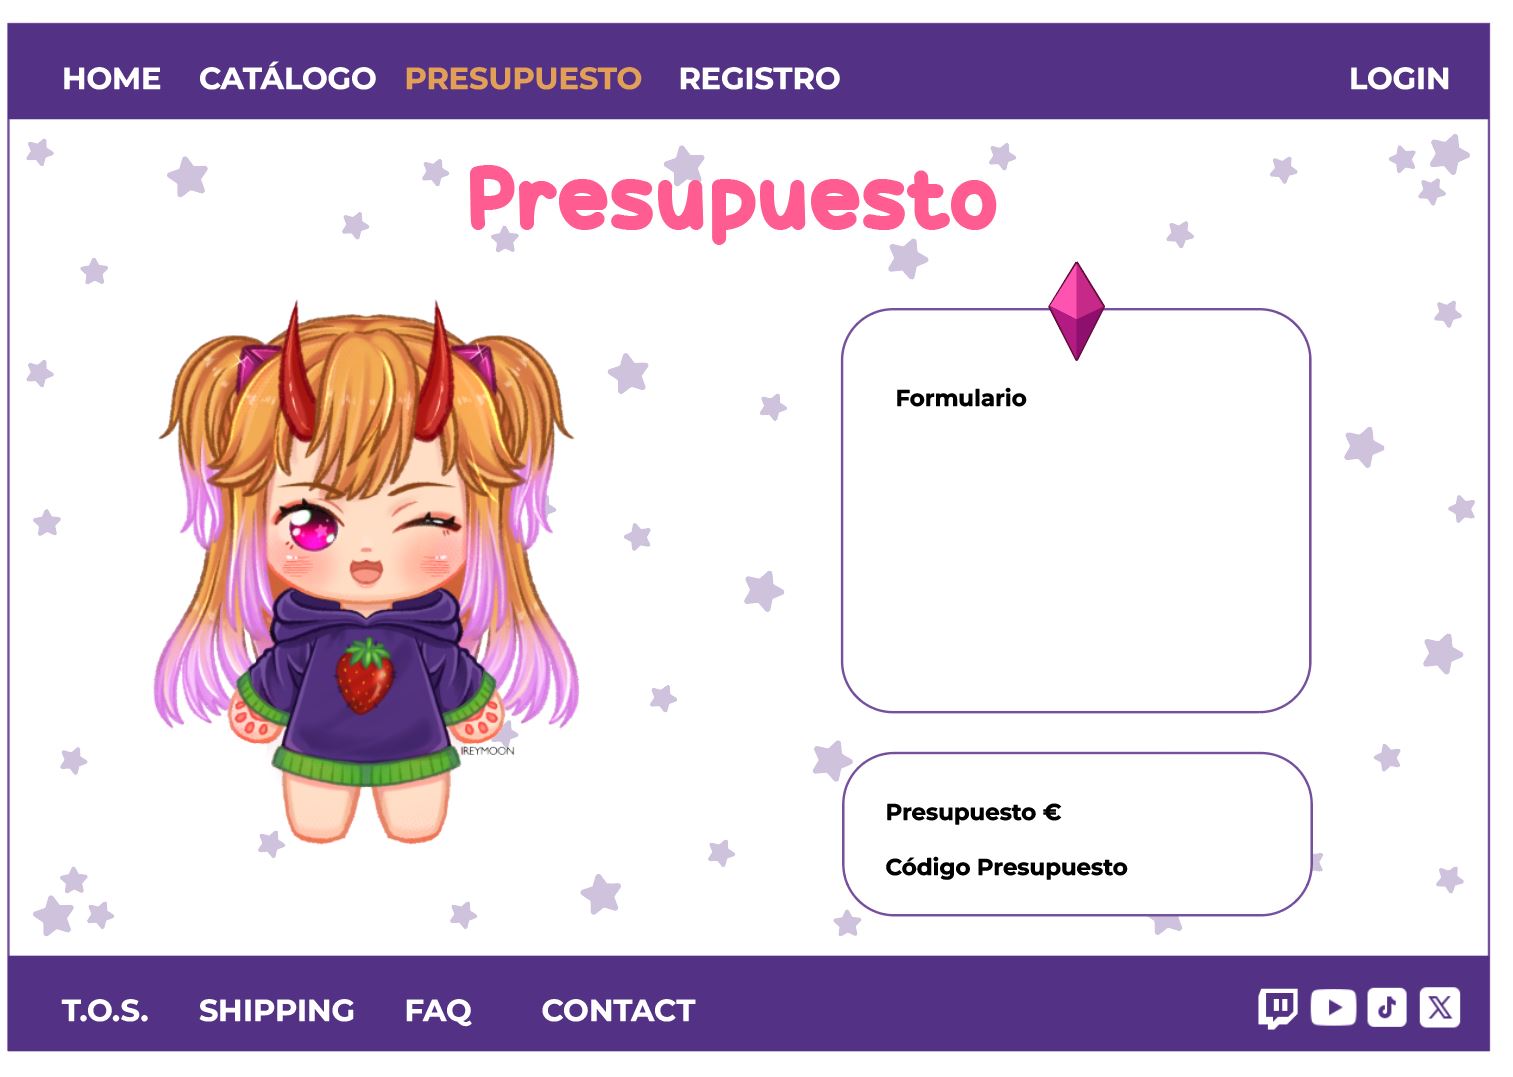 HOME CATÁLOGO PRESUPUESTO REGISTRO LOGIN
Presupuesto
Formulario
IREYMOON
Presupuesto €
Código Presupuesto
T.O.S. SHIPPING FAQ CONTACT